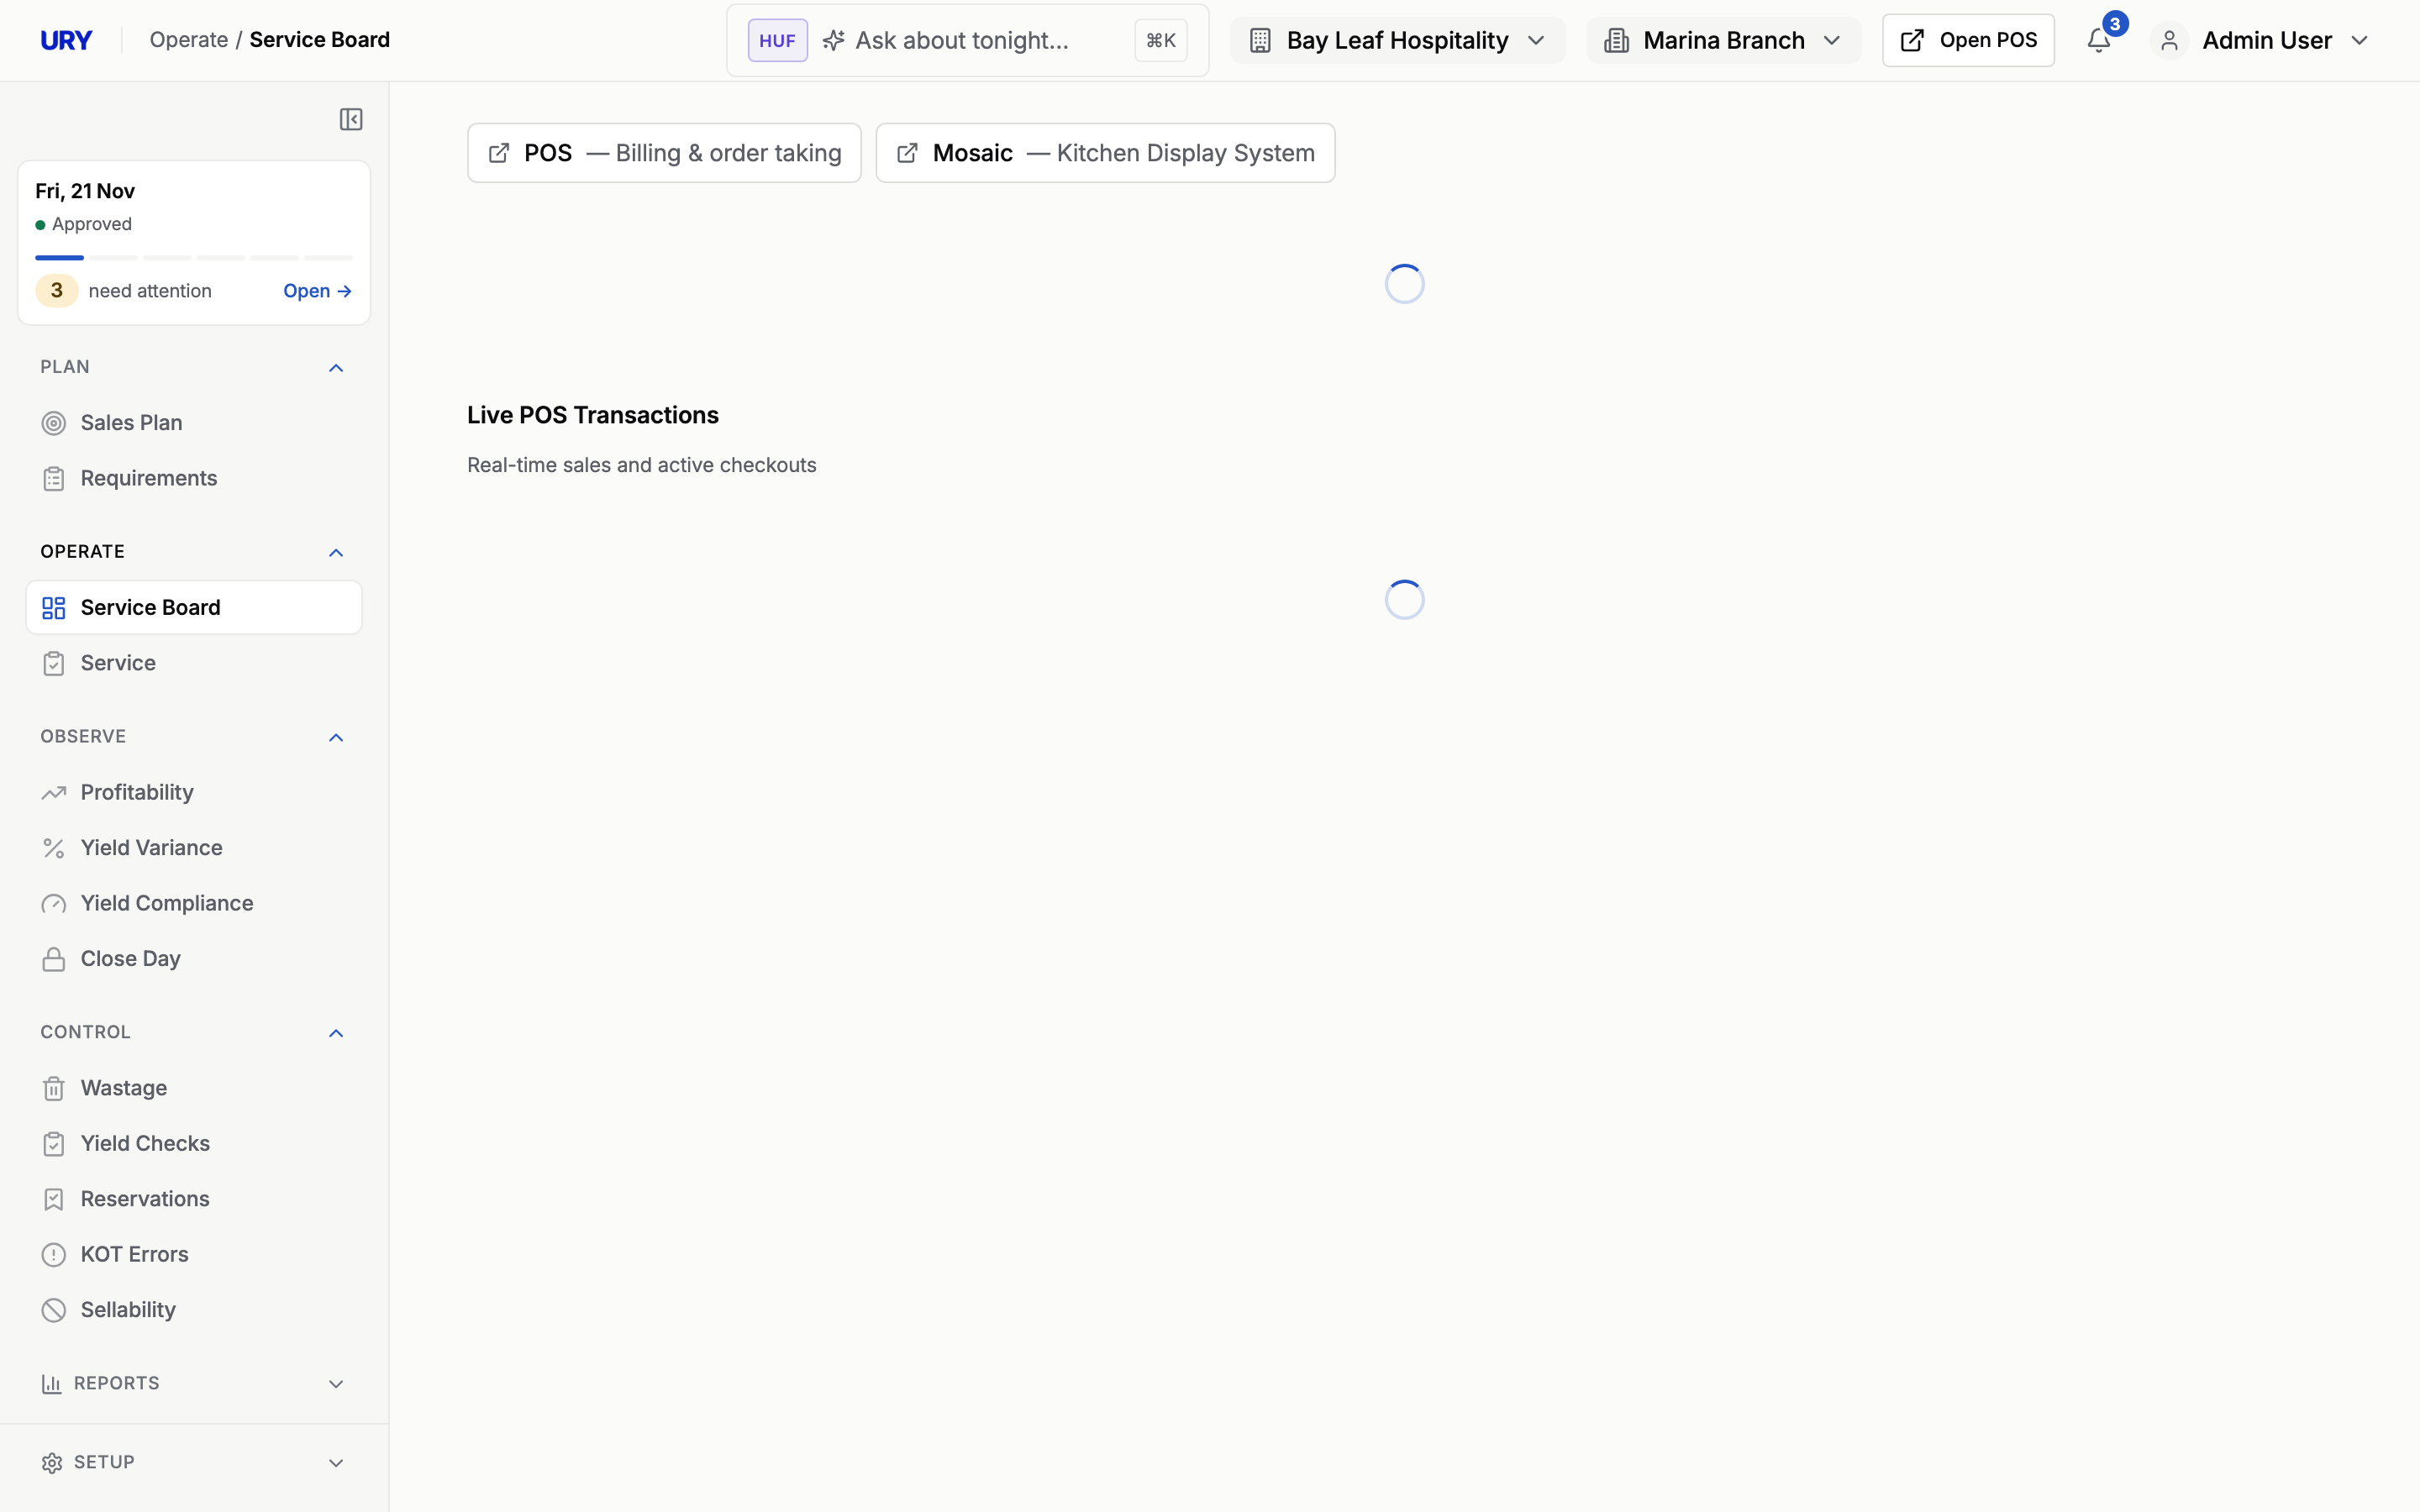 URY
Operate / Service Board
HUF Ask about tonight... ⌘K
Bay Leaf Hospitality
Marina Branch
Open POS
3
Admin User
Fri, 21 Nov
Approved
3 need attention Open →
PLAN
Sales Plan
Requirements
OPERATE
Service Board
Service
OBSERVE
Profitability
Yield Variance
Yield Compliance
Close Day
CONTROL
Wastage
Yield Checks
Reservations
KOT Errors
Sellability
REPORTS
SETUP
POS — Billing & order taking
Mosaic — Kitchen Display System
Live POS Transactions
Real-time sales and active checkouts